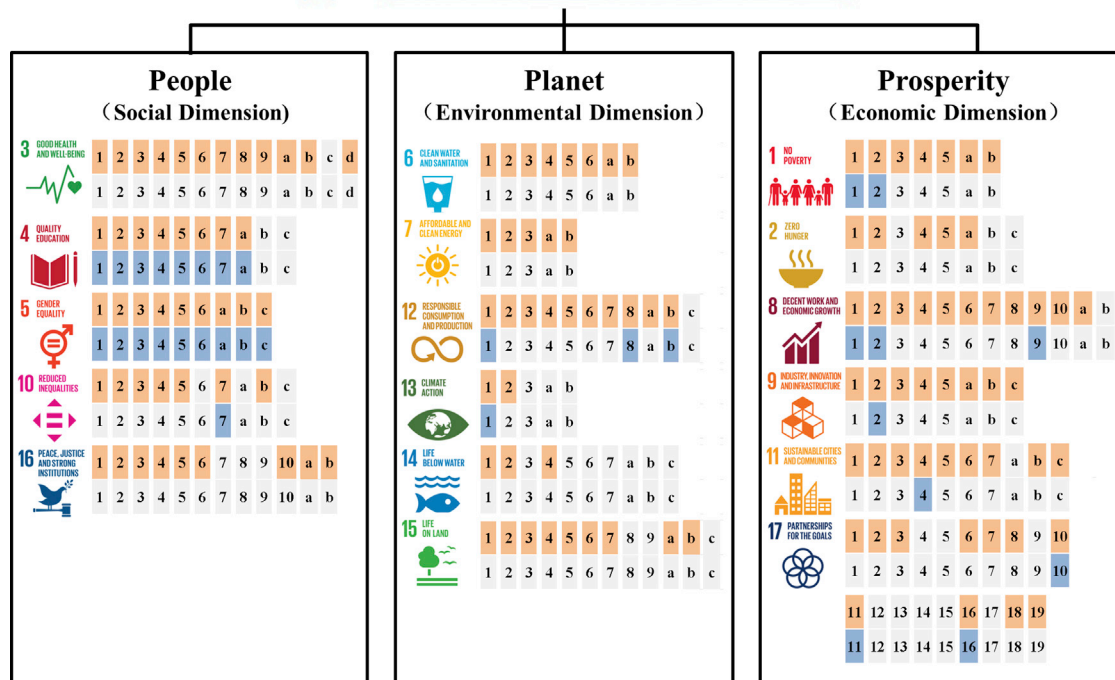 People
（Social Dimension)
3 GOOD HEALTH
AND WELL-BEING
1 2 3 4 5 6 7 8 9 a b c d
1 2 3 4 5 6 7 8 9 a b c d
4 QUALITY
EDUCATION
1 2 3 4 5 6 7 a b c
1 2 3 4 5 6 7 a b c
5 GENDER
EQUALITY
1 2 3 4 5 6 a b c
1 2 3 4 5 6 a b c
10 REDUCED
INEQUALITIES
1 2 3 4 5 6 7 a b c
1 2 3 4 5 6 7 a b c
16 PEACE, JUSTICE
AND STRONG
INSTITUTIONS
1 2 3 4 5 6 7 8 9 10 a b
1 2 3 4 5 6 7 8 9 10 a b
Planet
（Environmental Dimension）
6 CLEAN WATER
AND SANITATION
1 2 3 4 5 6 a b
1 2 3 4 5 6 a b
7 AFFORDABLE AND
CLEAN ENERGY
1 2 3 a b
1 2 3 a b
12 RESPONSIBLE
CONSUMPTION
AND PRODUCTION
1 2 3 4 5 6 7 8 a b c
1 2 3 4 5 6 7 8 a b c
13 CLIMATE
ACTION
1 2 3 a b
1 2 3 a b
14 LIFE
BELOW WATER
1 2 3 4 5 6 7 a b c
1 2 3 4 5 6 7 a b c
15 LIFE
ON LAND
1 2 3 4 5 6 7 8 9 a b c
1 2 3 4 5 6 7 8 9 a b c
Prosperity
（Economic Dimension）
1 NO
POVERTY
1 2 3 4 5 a b
1 2 3 4 5 a b
2 ZERO
HUNGER
1 2 3 4 5 a b c
1 2 3 4 5 a b c
8 DECENT WORK AND
ECONOMIC GROWTH
1 2 3 4 5 6 7 8 9 10 a b
1 2 3 4 5 6 7 8 9 10 a b
9 INDUSTRY, INNOVATION
AND INFRASTRUCTURE
1 2 3 4 5 a b c
1 2 3 4 5 a b c
11 SUSTAINABLE CITIES
AND COMMUNITIES
1 2 3 4 5 6 7 a b c
1 2 3 4 5 6 7 a b c
17 PARTNERSHIPS
FOR THE GOALS
1 2 3 4 5 6 7 8 9 10
1 2 3 4 5 6 7 8 9 10
11 12 13 14 15 16 17 18 19
11 12 13 14 15 16 17 18 19